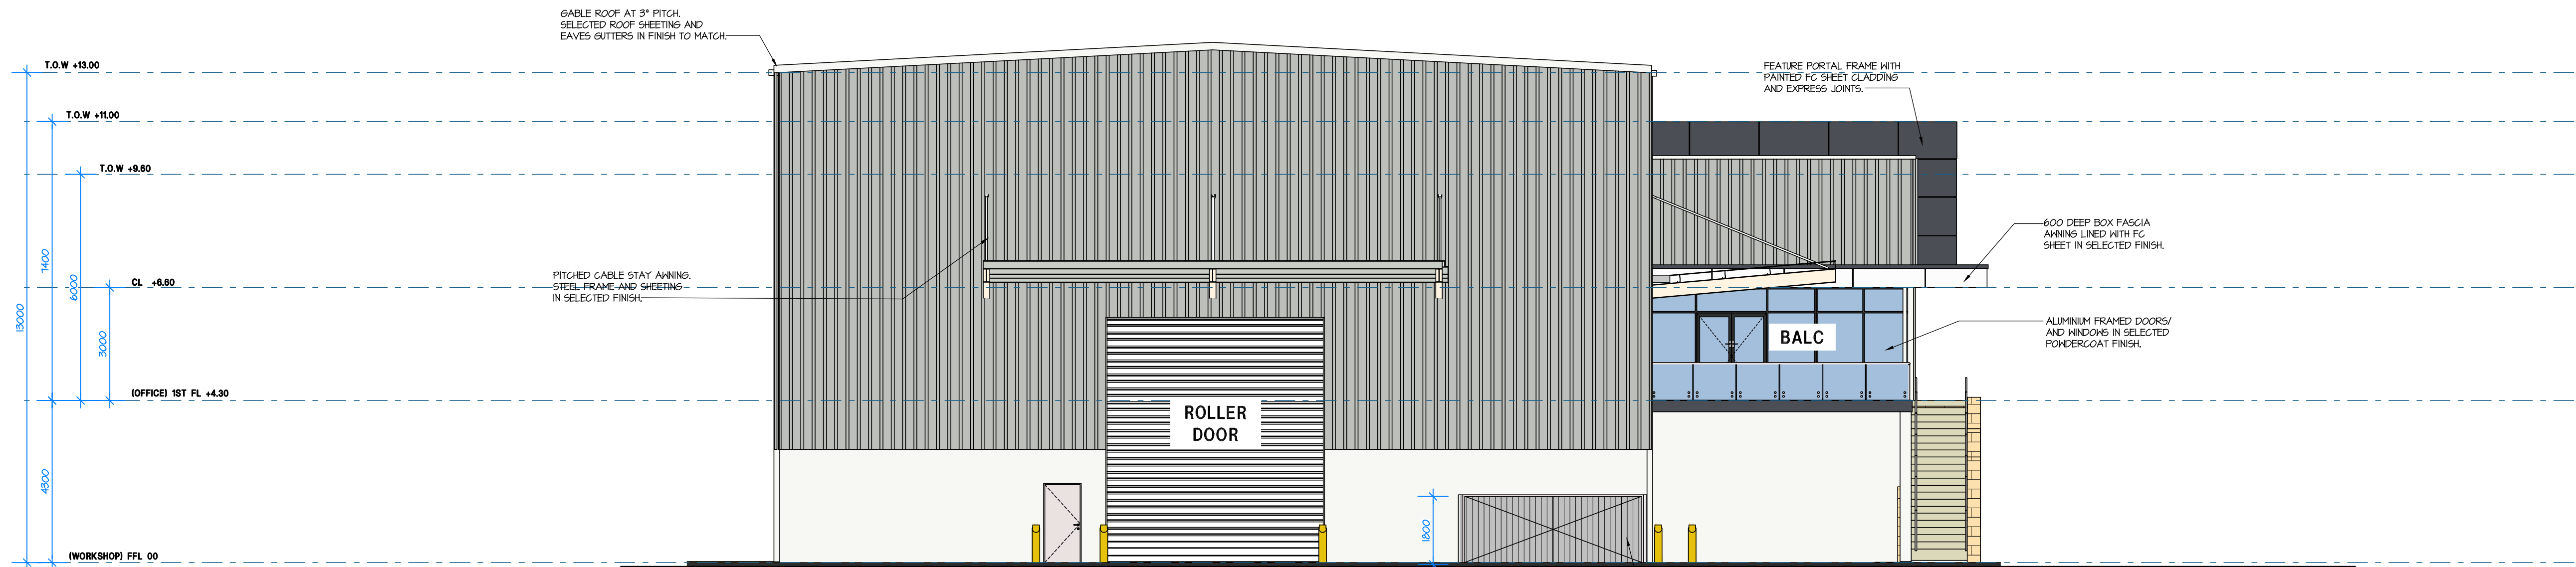 GABLE ROOF AT 3° PITCH.
SELECTED ROOF SHEETING AND
EAVES GUTTERS IN FINISH TO MATCH.
T.O.W +13.00
FEATURE PORTAL FRAME WITH
PAINTED FC SHEET CLADDING
AND EXPRESS JOINTS.
T.O.W +11.00
T.O.W +9.60
600 DEEP BOX FASCIA
AWNING LINED WITH FC
SHEET IN SELECTED FINISH.
7400
6000
PITCHED CABLE STAY AWNING.
STEEL FRAME AND SHEETING
IN SELECTED FINISH.
CL +6.60
13000
3000
ALUMINIUM FRAMED DOORS/
AND WINDOWS IN SELECTED
POWDERCOAT FINISH.
BALC
(OFFICE) 1ST FL +4.30
ROLLER
DOOR
4300
1800
(WORKSHOP) FFL 00